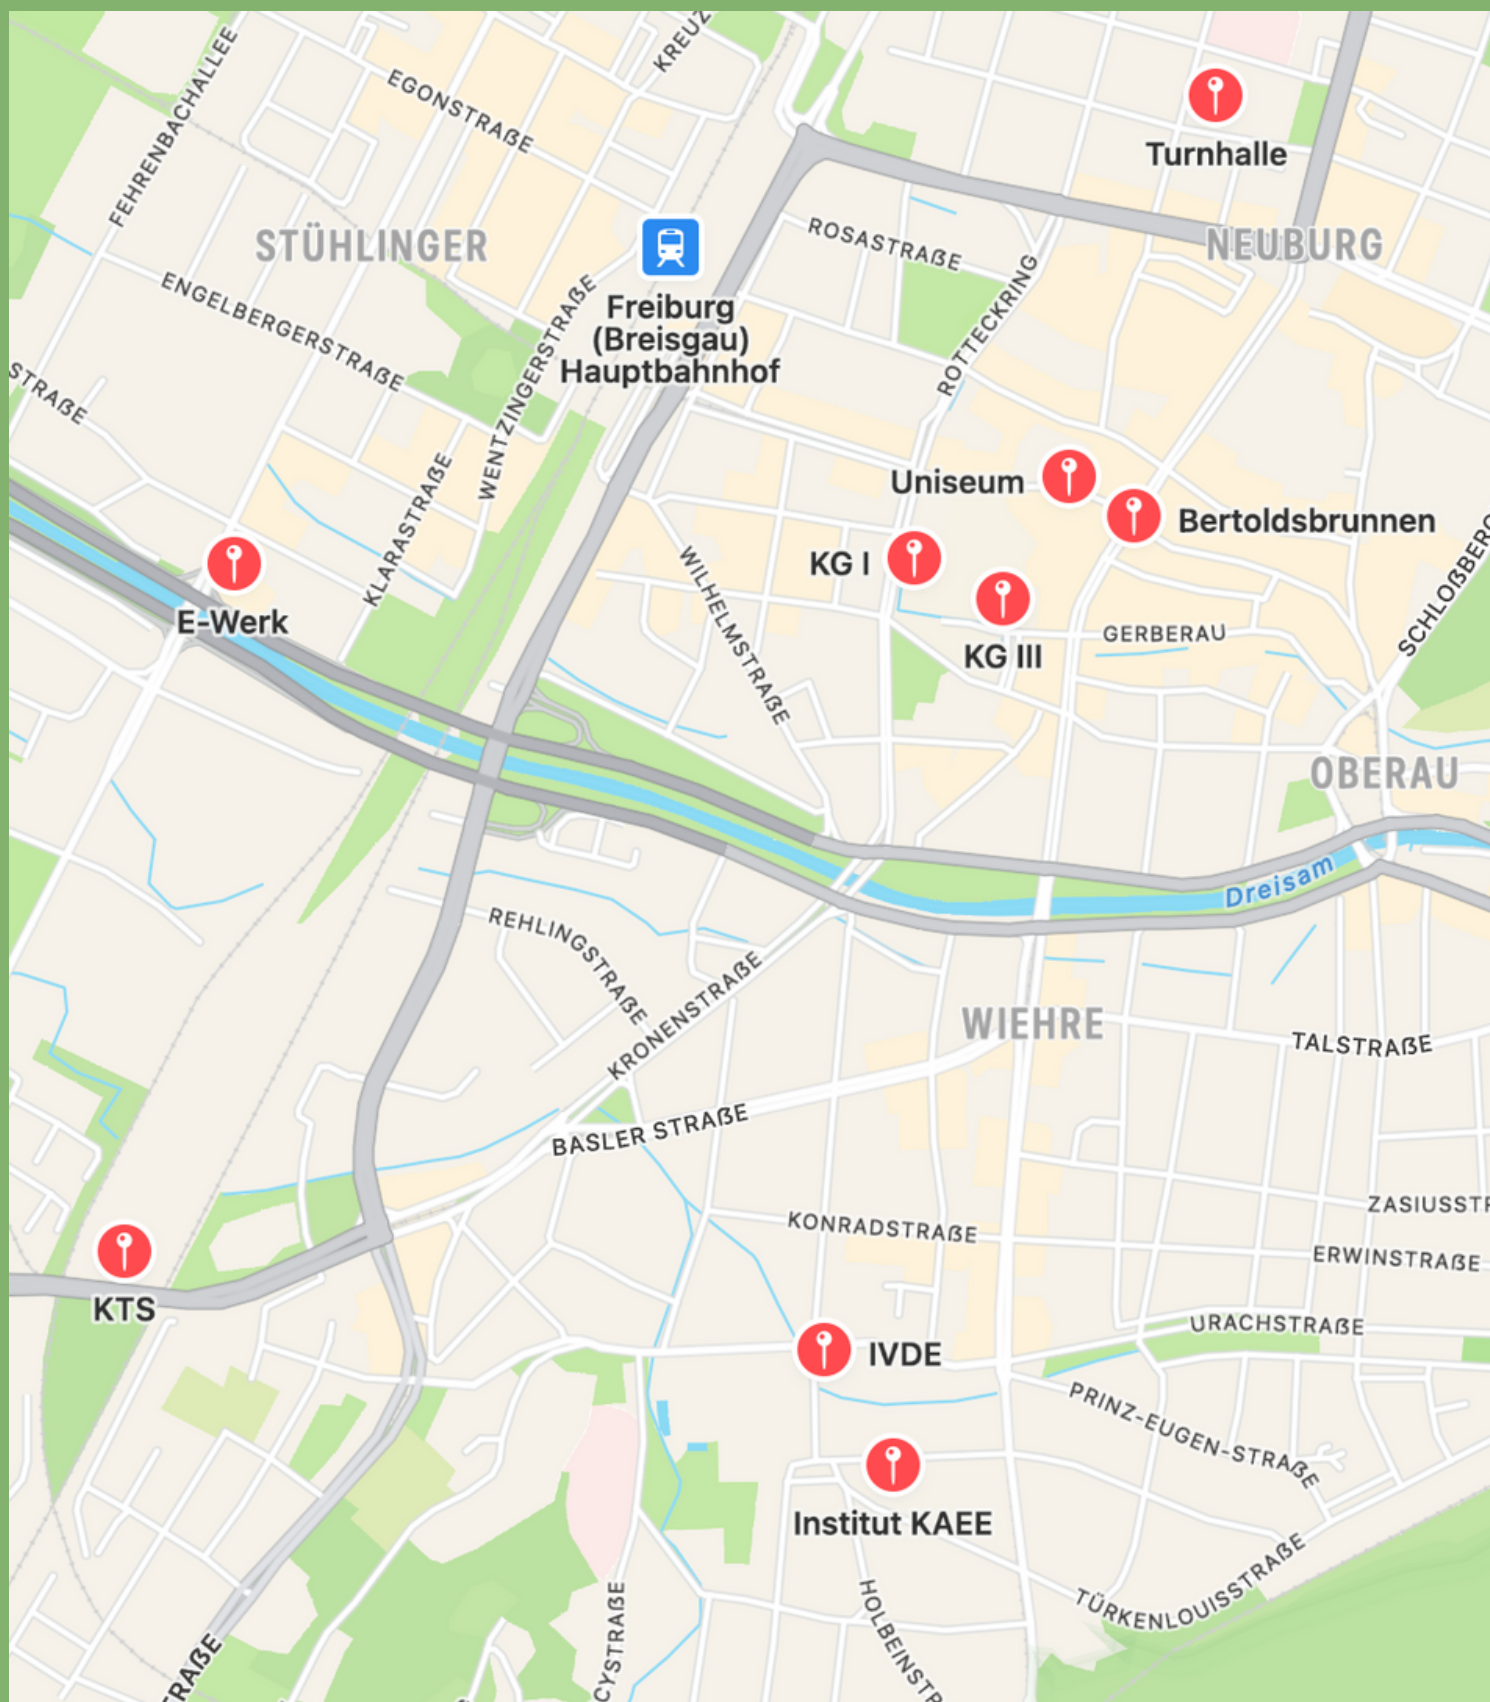 FEHRENBACHALLEE
EGONSTRAßE
KREUZ
Turnhalle
STÜHLINGER
ROSASTRAßE
NEUBURG
ENGELBERGERSTRAßE
Freiburg
(Breisgau)
Hauptbahnhof
WENTZINGERSTRAßE
ROTTECKRING
STRAßE
KLARASTRAßE
Uniseum
Bertoldsbrunnen
KG I
WILHELMSTRAßE
SCHLOßBERG
E-Werk
KG III
GERBERAU
OBERAU
Dreisam
REHLINGSTRAßE
KRONENSTRAßE
WIEHRE
TALSTRAßE
BASLER STRAßE
ZASIUSSTR
KONRADSTRAßE
ERWINSTRAßE
KTS
URACHSTRAßE
IVDE
PRINZ-EUGEN-STRAßE
Institut KAEE
TÜRKENLOUISSTRAßE
HOLBEINSTR
CYSTRAßE
TRAßE